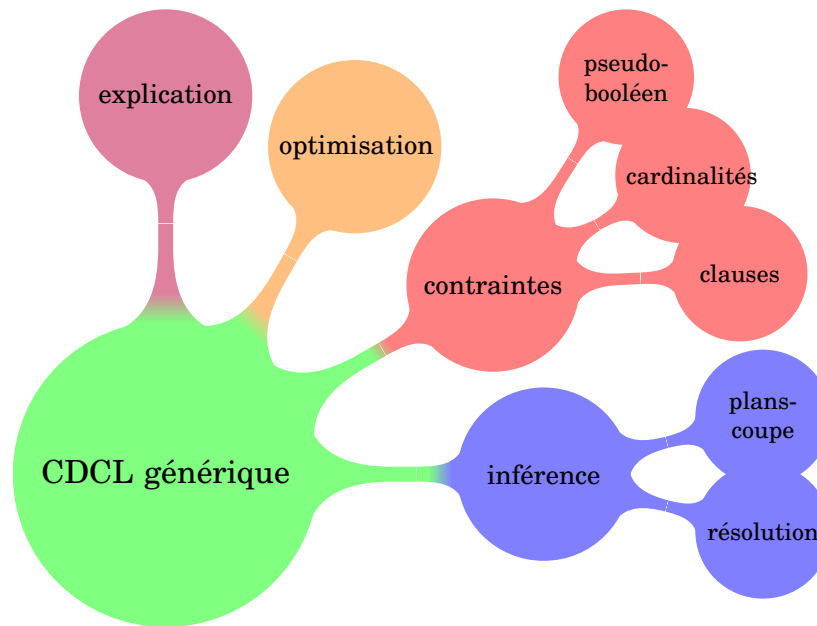 explication
optimisation
pseudo-
booléen
cardinalités
clauses
contraintes
CDCL générique
inférence
plans-
coupe
résolution